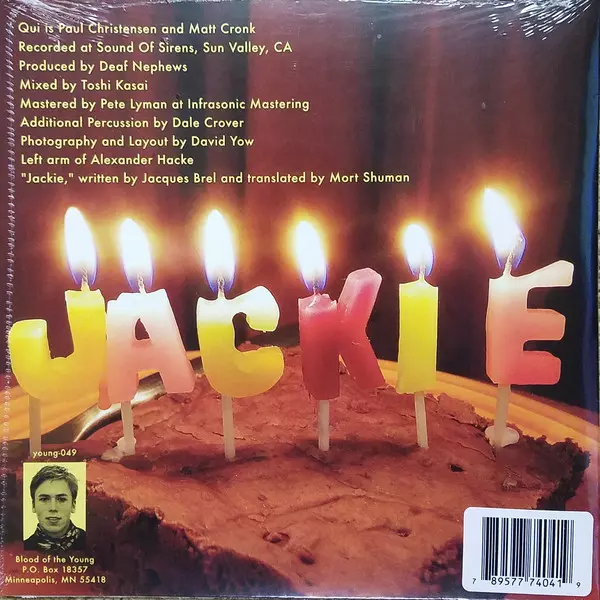 Qui is Paul Christensen and Matt Cronk
Recorded at Sound Of Sirens, Sun Valley, CA
Produced by Deaf Nephews
Mixed by Toshi Kasai
Mastered by Pete Lyman at Infrasonic Mastering
Additional Percussion by Dale Crover
Photography and Layout by David Yow
Left arm of Alexander Hacke
"Jackie," written by Jacques Brel and translated by Mort Shuman
JACKIE
young-049
Blood of the Young
P.O. Box 18357
Minneapolis, MN 55418
7 89577 74041 9